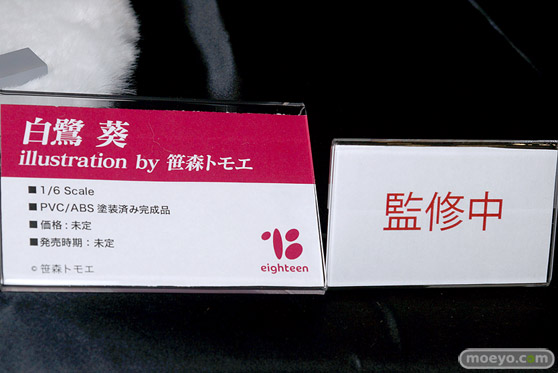 白鷺 葵
illustration by 笹森トモエ
■1/6 Scale
■PVC/ABS 塗装済み完成品
■価格：未定
■発売時期：未定
© 笹森トモエ
eighteen
監修中
moeyo.com